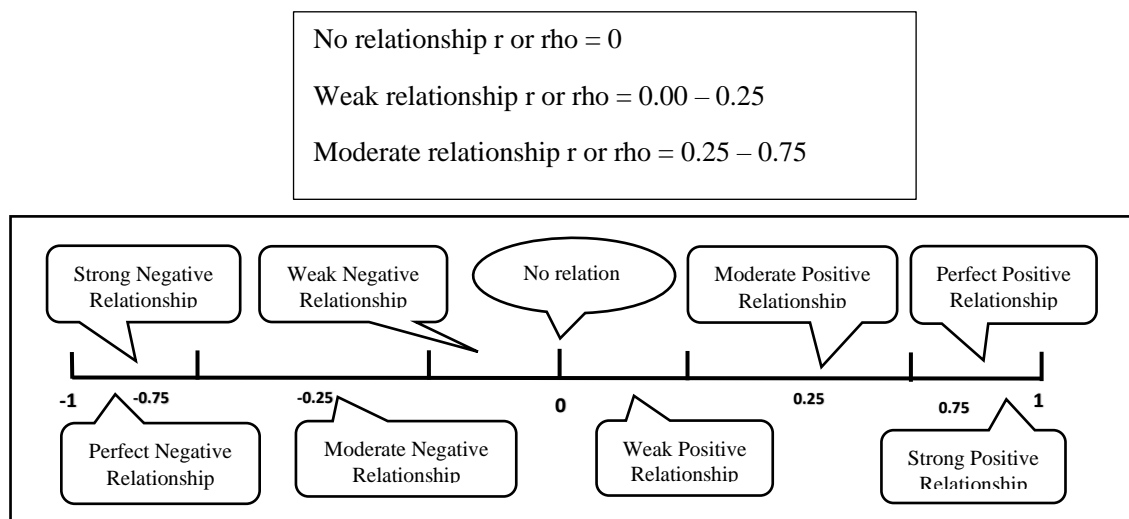 No relationship r or rho = 0
Weak relationship r or rho = 0.00 – 0.25
Moderate relationship r or rho = 0.25 – 0.75
Strong Negative
Relationship
Weak Negative
Relationship
No relation
Moderate Positive
Relationship
Perfect Positive
Relationship
-1
-0.75
-0.25
0
0.25
0.75
1
Perfect Negative
Relationship
Moderate Negative
Relationship
Weak Positive
Relationship
Strong Positive
Relationship